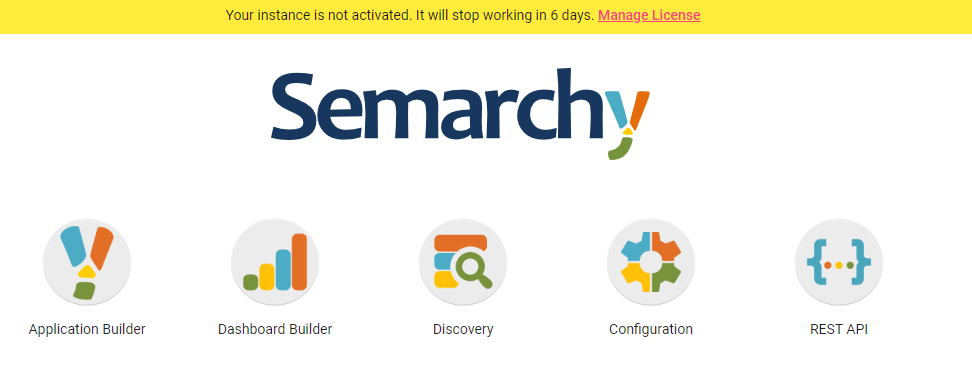 Your instance is not activated. It will stop working in 6 days. Manage License
Semarchy
Application Builder
Dashboard Builder
Discovery
Configuration
REST API